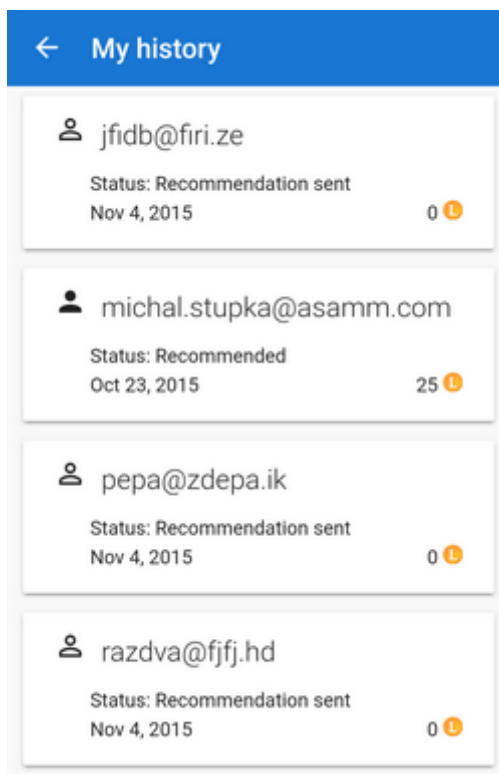 My history
jfidb@firi.ze
Status: Recommendation sent
Nov 4, 2015 0 L
michal.stupka@asamm.com
Status: Recommended
Oct 23, 2015 25 L
pepa@zdepa.ik
Status: Recommendation sent
Nov 4, 2015 0 L
razdva@fjfj.hd
Status: Recommendation sent
Nov 4, 2015 0 L